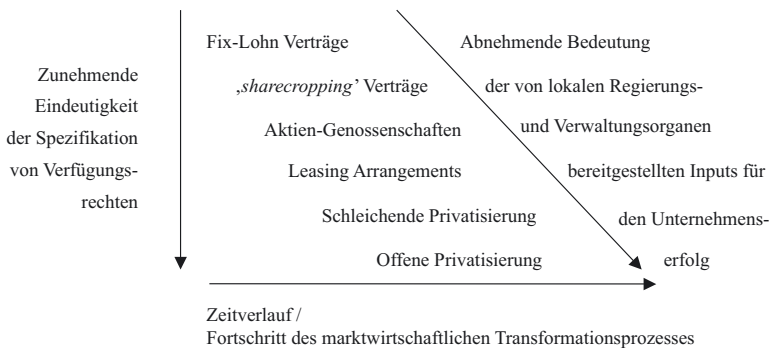 Zunehmende
Eindeutigkeit
der Spezifikation
von Verfügungs-
rechten
Fix-Lohn Verträge
‚sharecropping’ Verträge
Aktien-Genossenschaften
Leasing Arrangements
Schleichende Privatisierung
Offene Privatisierung
Abnehmende Bedeutung
der von lokalen Regierungs-
und Verwaltungsorganen
bereitgestellten Inputs für
den Unternehmens-
erfolg
Zeitverlauf /
Fortschritt des marktwirtschaftlichen Transformationsprozesses